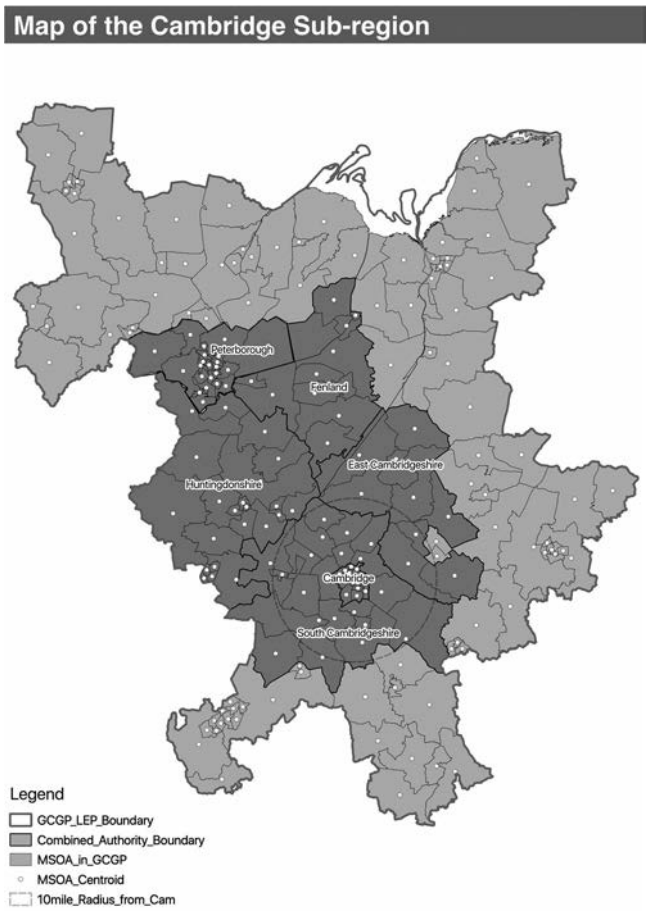 Map of the Cambridge Sub-region
Peterborough
Fenland
East Cambridgeshire
Huntingdonshire
Cambridge
South Cambridgeshire
Legend
GCGP_LEP_Boundary
Combined_Authority_Boundary
MSOA_in_GCGP
MSOA_Centroid
10mile_Radius_from_Cam